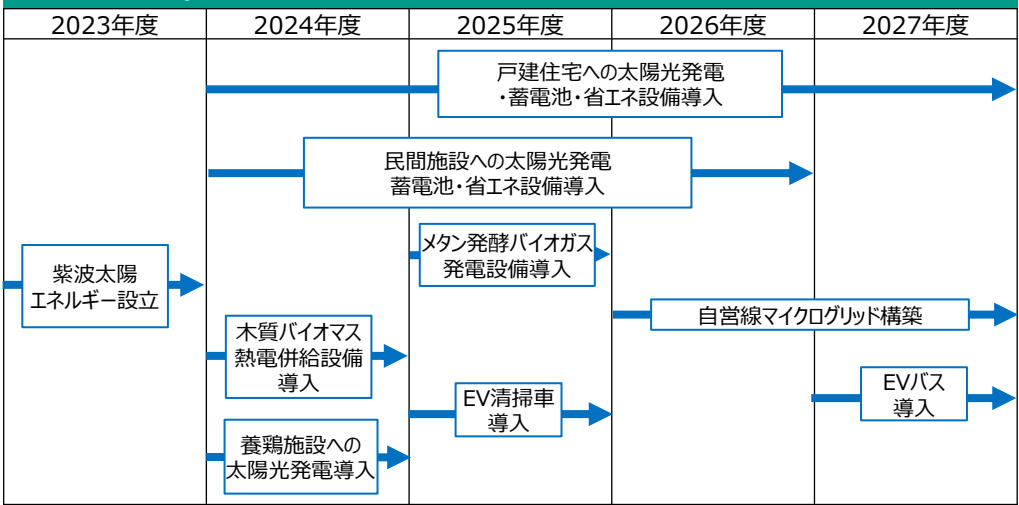 2023年度
2024年度
2025年度
2026年度
2027年度
戸建住宅への太陽光発電
・蓄電池・省エネ設備導入
民間施設への太陽光発電
蓄電池・省エネ設備導入
メタン発酵バイオガス
発電設備導入
紫波太陽
エネルギー設立
自営線マイクログリッド構築
木質バイオマス
熱電併給設備
導入
EV清掃車
導入
EVバス
導入
養鶏施設への
太陽光発電導入